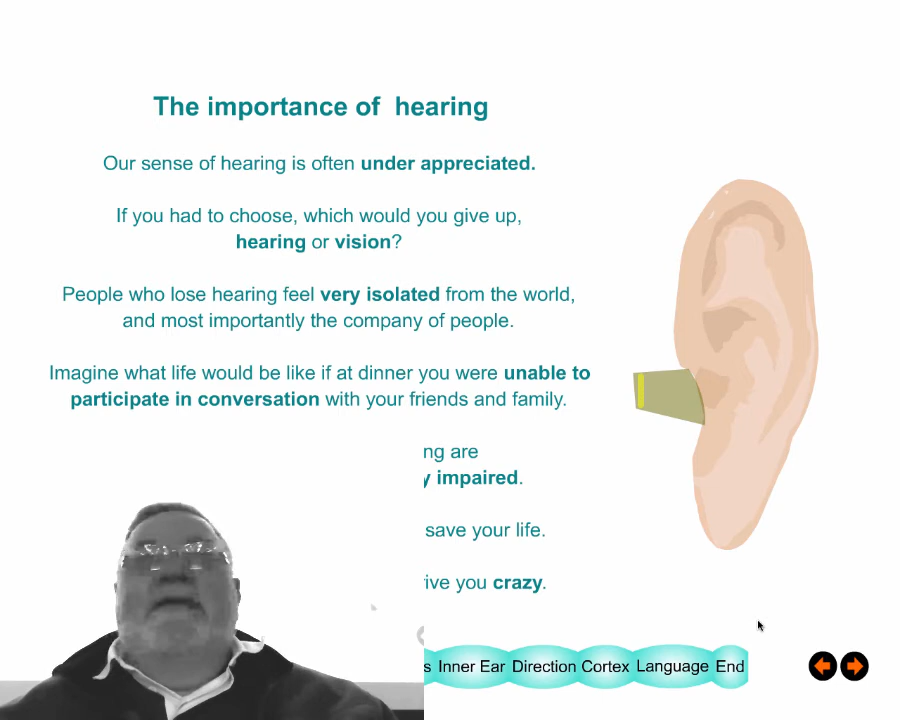 The importance of hearing
Our sense of hearing is often under appreciated.
If you had to choose, which would you give up,
hearing or vision?
People who lose hearing feel very isolated from the world,
and most importantly the company of people.
Imagine what life would be like if at dinner you were unable to
participate in conversation with your friends and family.
ng are
y impaired.
save your life.
ive you crazy.
s Inner Ear Direction Cortex Language End